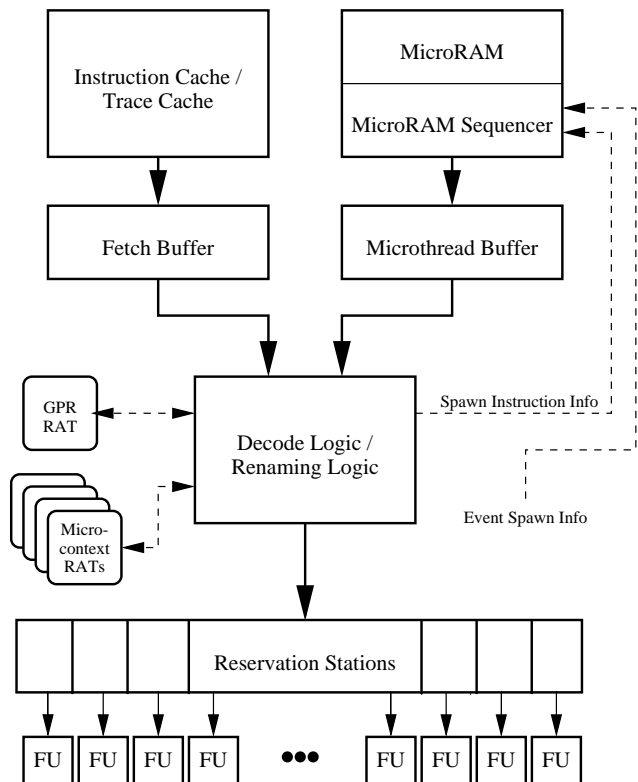 Instruction Cache /
Trace Cache
MicroRAM
MicroRAM Sequencer
Fetch Buffer
Microthread Buffer
GPR
RAT
Decode Logic /
Renaming Logic
Spawn Instruction Info
Event Spawn Info
Micro-
context
RATs
Reservation Stations
FU FU FU FU FU FU FU FU